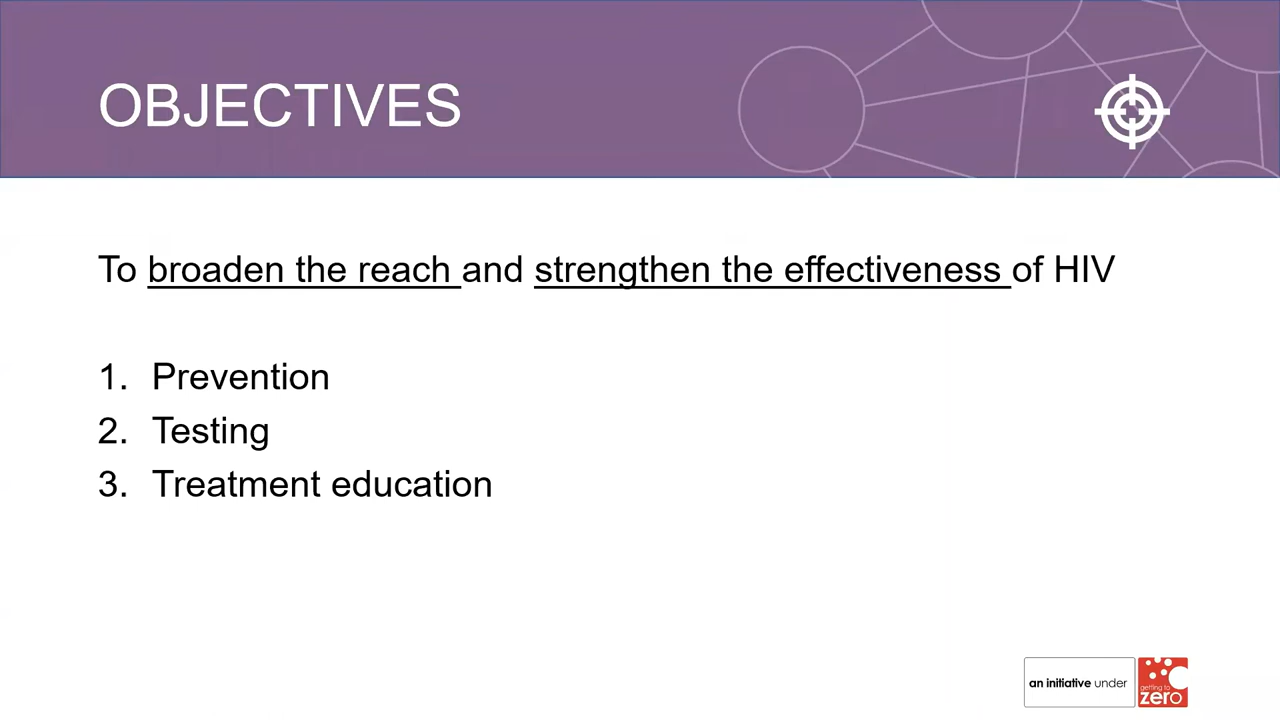 OBJECTIVES
To broaden the reach and strengthen the effectiveness of HIV
1. Prevention
2. Testing
3. Treatment education
an initiative under
getting to
zero